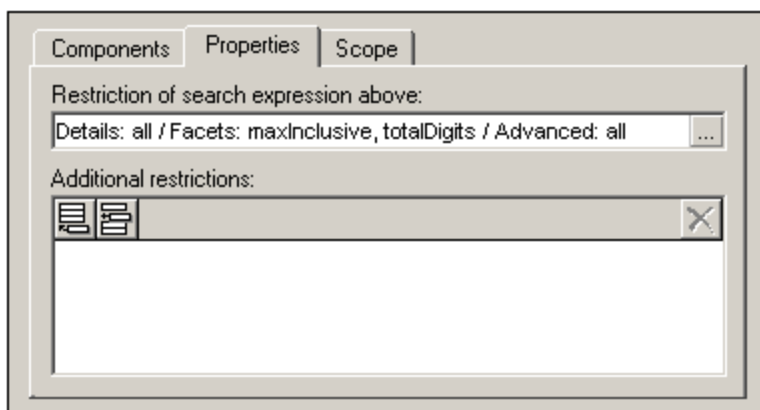 Components Properties Scope
Restriction of search expression above:
Details: all / Facets: maxInclusive, totalDigits / Advanced: all ...
Additional restrictions: